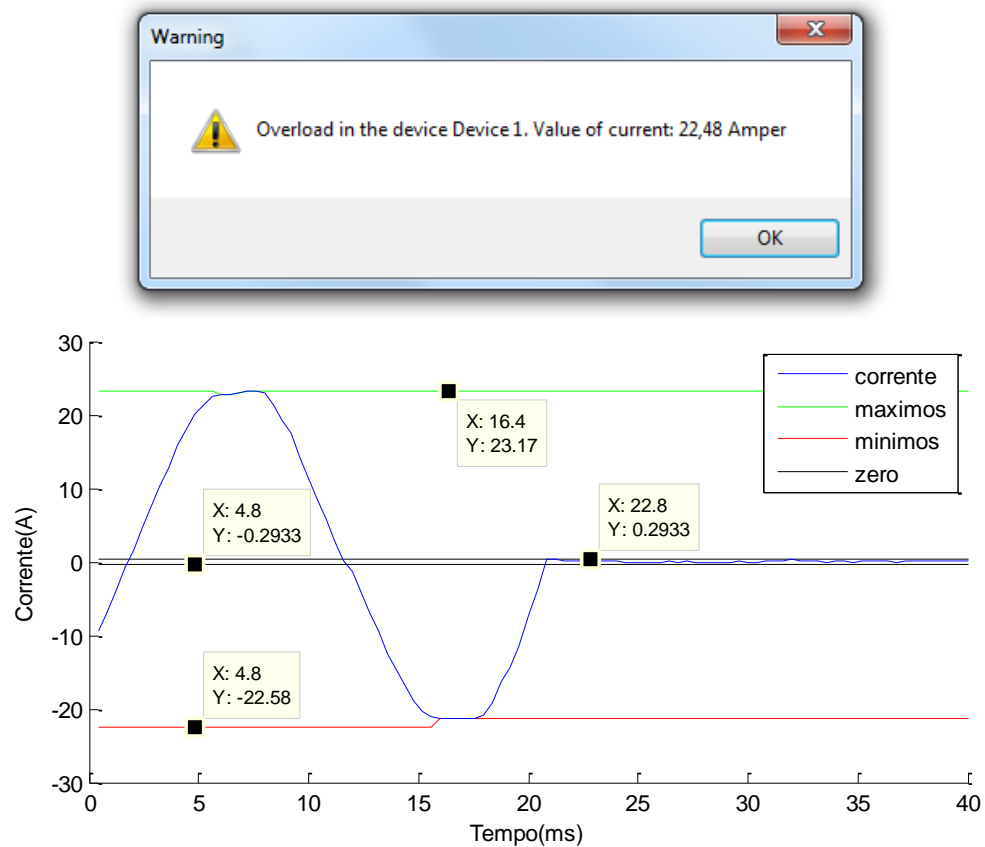 Warning
Overload in the device Device 1. Value of current: 22,48 Amper
OK
30
20
10
0
-10
-20
-30
Corrente(A)
X: 16.4
Y: 23.17
X: 4.8
Y: -0.2933
X: 22.8
Y: 0.2933
X: 4.8
Y: -22.58
corrente
maximos
minimos
zero
0 5 10 15 20 25 30 35 40
Tempo(ms)